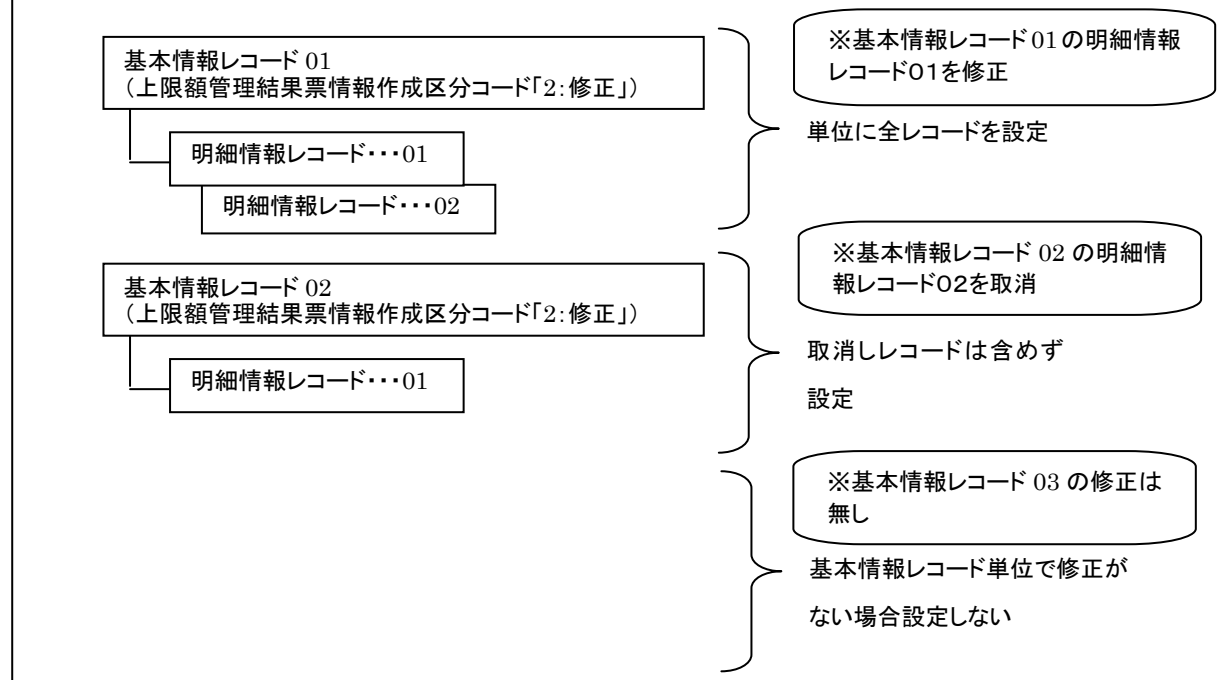 基本情報レコード 01
（上限額管理結果票情報作成区分コード「2：修正」）
明細情報レコード・・・01
明細情報レコード・・・02
※基本情報レコード 01 の明細情報
レコード０１を修正
単位に全レコードを設定
基本情報レコード 02
（上限額管理結果票情報作成区分コード「2：修正」）
明細情報レコード・・・01
※基本情報レコード 02 の明細情
報レコード０２を取消
取消しレコードは含めず
設定
※基本情報レコード 03 の修正は
無し
基本情報レコード単位で修正が
ない場合設定しない